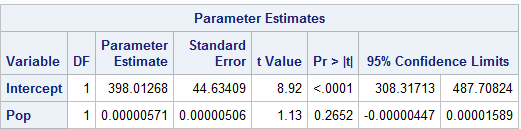 Parameter Estimates
Variable DF Parameter Estimate Standard Error t Value Pr > |t| 95% Confidence Limits
Intercept 1 398.01268 44.63409 8.92 <.0001 308.31713 487.70824
Pop 1 0.00000571 0.00000506 1.13 0.2652 -0.00000447 0.00001589